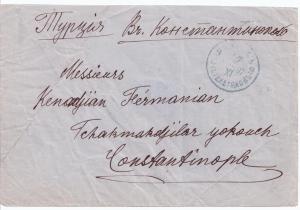 Турція Въ Константинополь
Messieurs
Kenadjian Fermanian
Tchakmakdjilar yokouch
Constantinople